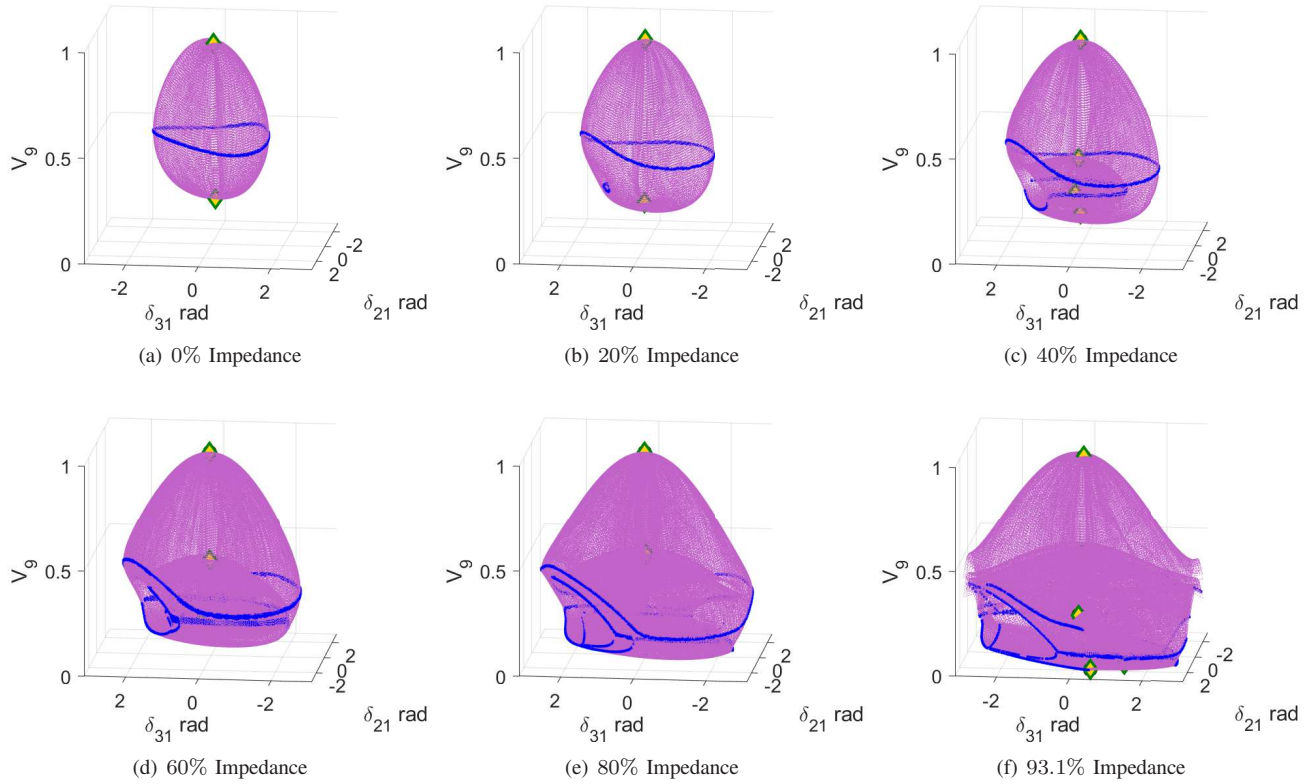 1
0.5
0
V9
-2
0
2
δ31 rad
-2
0
2
δ21 rad
(a) 0% Impedance
1
0.5
0
V9
2
0
-2
δ31 rad
-2
0
2
δ21 rad
(b) 20% Impedance
1
0.5
0
V9
2
0
-2
δ31 rad
-2
0
2
δ21 rad
(c) 40% Impedance
1
0.5
0
V9
2
0
-2
δ31 rad
2
0
-2
δ21 rad
(d) 60% Impedance
1
0.5
0
V9
2
0
-2
δ31 rad
2
0
-2
δ21 rad
(e) 80% Impedance
1
0.5
0
V9
-2
0
2
δ31 rad
-2
0
2
δ21 rad
(f) 93.1% Impedance